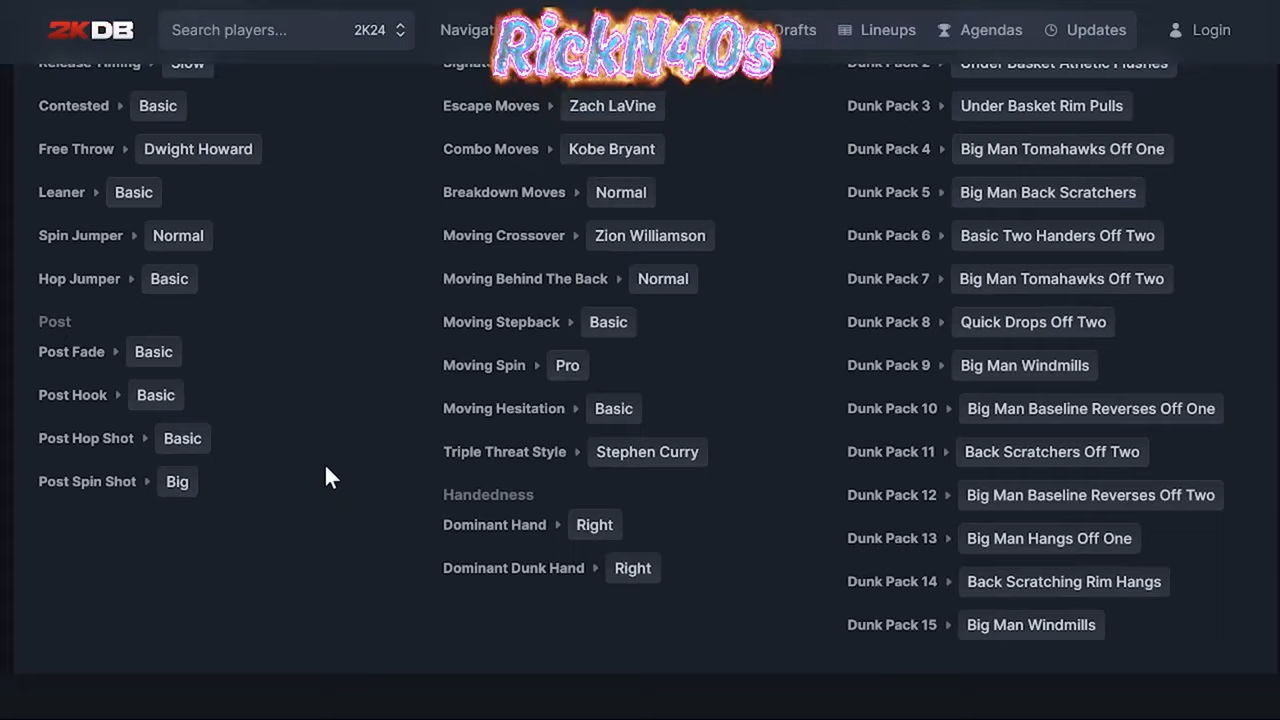 2KDB Search players... 2K24 Navigat RickN40s Drafts Lineups Agendas Updates Login
Release Timing Slow
Contested Basic
Free Throw Dwight Howard
Leaner Basic
Spin Jumper Normal
Hop Jumper Basic
Post
Post Fade Basic
Post Hook Basic
Post Hop Shot Basic
Post Spin Shot Big
Escape Moves Zach LaVine
Combo Moves Kobe Bryant
Breakdown Moves Normal
Moving Crossover Zion Williamson
Moving Behind The Back Normal
Moving Stepback Basic
Moving Spin Pro
Moving Hesitation Basic
Triple Threat Style Stephen Curry
Handedness
Dominant Hand Right
Dominant Dunk Hand Right
Dunk Pack 2 Under Basket Athletic Flushes
Dunk Pack 3 Under Basket Rim Pulls
Dunk Pack 4 Big Man Tomahawks Off One
Dunk Pack 5 Big Man Back Scratchers
Dunk Pack 6 Basic Two Handers Off Two
Dunk Pack 7 Big Man Tomahawks Off Two
Dunk Pack 8 Quick Drops Off Two
Dunk Pack 9 Big Man Windmills
Dunk Pack 10 Big Man Baseline Reverses Off One
Dunk Pack 11 Back Scratchers Off Two
Dunk Pack 12 Big Man Baseline Reverses Off Two
Dunk Pack 13 Big Man Hangs Off One
Dunk Pack 14 Back Scratching Rim Hangs
Dunk Pack 15 Big Man Windmills